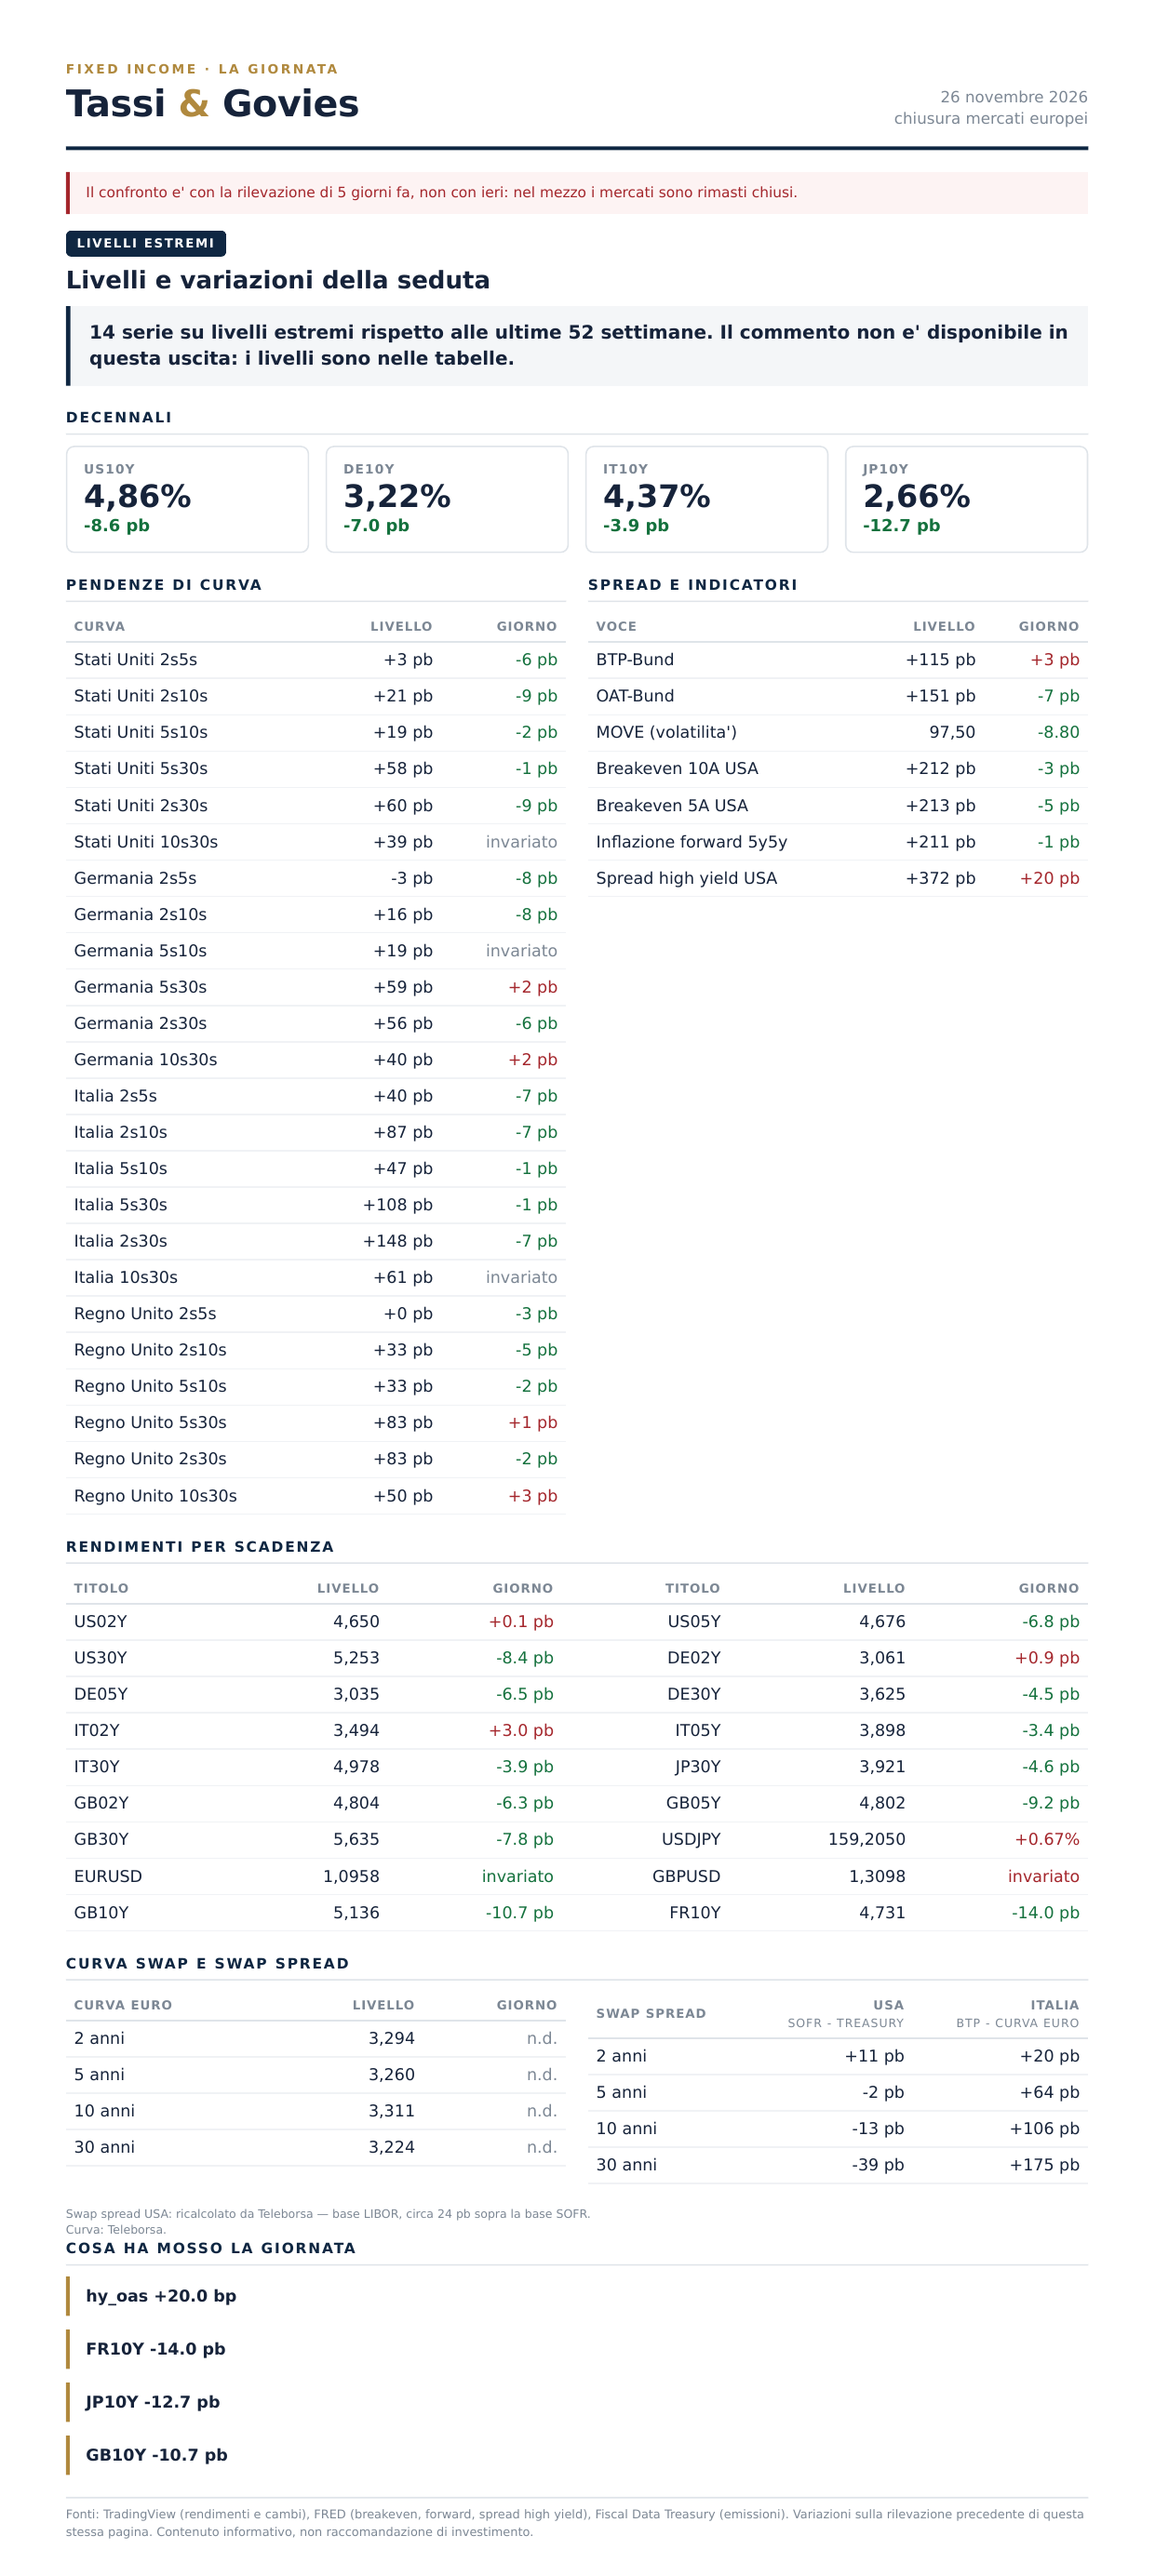 FIXED INCOME · LA GIORNATA
Tassi & Govies
26 novembre 2026
chiusura mercati europei
Il confronto e' con la rilevazione di 5 giorni fa, non con ieri: nel mezzo i mercati sono rimasti chiusi.
LIVELLI ESTREMI
Livelli e variazioni della seduta
14 serie su livelli estremi rispetto alle ultime 52 settimane. Il commento non e' disponibile in
questa uscita: i livelli sono nelle tabelle.
DECENNALI
US10Y
4,86%
-8.6 pb
DE10Y
3,22%
-7.0 pb
IT10Y
4,37%
-3.9 pb
JP10Y
2,66%
-12.7 pb
PENDENZE DI CURVA
CURVA LIVELLO GIORNO
Stati Uniti 2s5s +3 pb -6 pb
Stati Uniti 2s10s +21 pb -9 pb
Stati Uniti 5s10s +19 pb -2 pb
Stati Uniti 5s30s +58 pb -1 pb
Stati Uniti 2s30s +60 pb -9 pb
Stati Uniti 10s30s +39 pb invariato
Germania 2s5s -3 pb -8 pb
Germania 2s10s +16 pb -8 pb
Germania 5s10s +19 pb invariato
Germania 5s30s +59 pb +2 pb
Germania 2s30s +56 pb -6 pb
Germania 10s30s +40 pb +2 pb
Italia 2s5s +40 pb -7 pb
Italia 2s10s +87 pb -7 pb
Italia 5s10s +47 pb -1 pb
Italia 5s30s +108 pb -1 pb
Italia 2s30s +148 pb -7 pb
Italia 10s30s +61 pb invariato
Regno Unito 2s5s +0 pb -3 pb
Regno Unito 2s10s +33 pb -5 pb
Regno Unito 5s10s +33 pb -2 pb
Regno Unito 5s30s +83 pb +1 pb
Regno Unito 2s30s +83 pb -2 pb
Regno Unito 10s30s +50 pb +3 pb
SPREAD E INDICATORI
VOCE LIVELLO GIORNO
BTP-Bund +115 pb +3 pb
OAT-Bund +151 pb -7 pb
MOVE (volatilita') 97,50 -8.80
Breakeven 10A USA +212 pb -3 pb
Breakeven 5A USA +213 pb -5 pb
Inflazione forward 5y5y +211 pb -1 pb
Spread high yield USA +372 pb +20 pb
RENDIMENTI PER SCADENZA
TITOLO LIVELLO GIORNO TITOLO LIVELLO GIORNO
US02Y 4,650 +0.1 pb US05Y 4,676 -6.8 pb
US30Y 5,253 -8.4 pb DE02Y 3,061 +0.9 pb
DE05Y 3,035 -6.5 pb DE30Y 3,625 -4.5 pb
IT02Y 3,494 +3.0 pb IT05Y 3,898 -3.4 pb
IT30Y 4,978 -3.9 pb JP30Y 3,921 -4.6 pb
GB02Y 4,804 -6.3 pb GB05Y 4,802 -9.2 pb
GB30Y 5,635 -7.8 pb USDJPY 159,2050 +0.67%
EURUSD 1,0958 invariato GBPUSD 1,3098 invariato
GB10Y 5,136 -10.7 pb FR10Y 4,731 -14.0 pb
CURVA SWAP E SWAP SPREAD
CURVA EURO LIVELLO GIORNO
2 anni 3,294 n.d.
5 anni 3,260 n.d.
10 anni 3,311 n.d.
30 anni 3,224 n.d.
SWAP SPREAD USA ITALIA
SOFR - TREASURY BTP - CURVA EURO
2 anni +11 pb +20 pb
5 anni -2 pb +64 pb
10 anni -13 pb +106 pb
30 anni -39 pb +175 pb
Swap spread USA: ricalcolato da Teleborsa — base LIBOR, circa 24 pb sopra la base SOFR.
Curva: Teleborsa.
COSA HA MOSSO LA GIORNATA
hy_oas +20.0 bp
FR10Y -14.0 pb
JP10Y -12.7 pb
GB10Y -10.7 pb
Fonti: TradingView (rendimenti e cambi), FRED (breakeven, forward, spread high yield), Fiscal Data Treasury (emissioni). Variazioni sulla rilevazione precedente di questa
stessa pagina. Contenuto informativo, non raccomandazione di investimento.